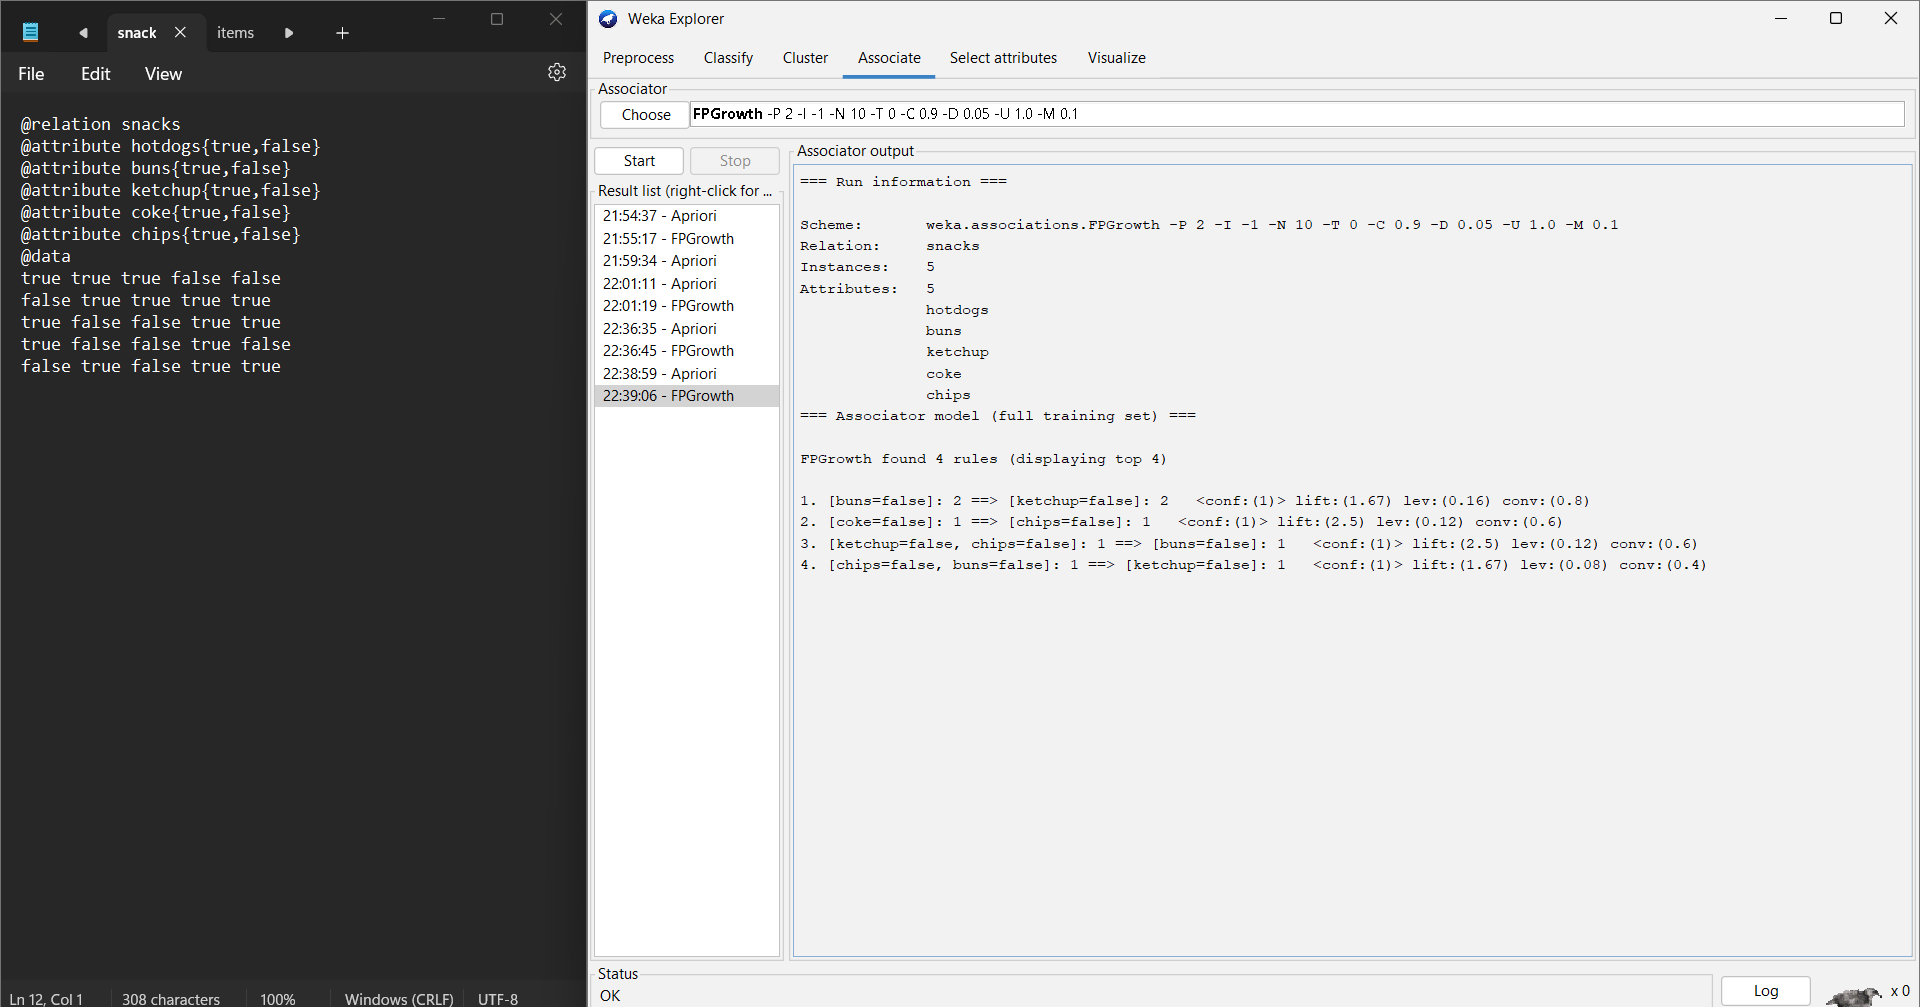 snack
items
File
Edit
View
@relation snacks
@attribute hotdogs{true,false}
@attribute buns{true,false}
@attribute ketchup{true,false}
@attribute coke{true,false}
@attribute chips{true,false}
@data
true true true false false
false true true true true
true false false true true
true false false true false
false true false true true
Ln 12, Col 1
308 characters
100%
Windows (CRLF)
UTF-8
Weka Explorer
Preprocess
Classify
Cluster
Associate
Select attributes
Visualize
Associator
Choose
FPGrowth -P 2 -I -1 -N 10 -T 0 -C 0.9 -D 0.05 -U 1.0 -M 0.1
Start
Stop
Result list (right-click for ...
21:54:37 - Apriori
21:55:17 - FPGrowth
21:59:34 - Apriori
22:01:11 - Apriori
22:01:19 - FPGrowth
22:36:35 - Apriori
22:36:45 - FPGrowth
22:38:59 - Apriori
22:39:06 - FPGrowth
Associator output
=== Run information ===
Scheme: weka.associations.FPGrowth -P 2 -I -1 -N 10 -T 0 -C 0.9 -D 0.05 -U 1.0 -M 0.1
Relation: snacks
Instances: 5
Attributes: 5
hotdogs
buns
ketchup
coke
chips
=== Associator model (full training set) ===
FPGrowth found 4 rules (displaying top 4)
1. [buns=false]: 2 ==> [ketchup=false]: 2 <conf:(1)> lift:(1.67) lev:(0.16) conv:(0.8)
2. [coke=false]: 1 ==> [chips=false]: 1 <conf:(1)> lift:(2.5) lev:(0.12) conv:(0.6)
3. [ketchup=false, chips=false]: 1 ==> [buns=false]: 1 <conf:(1)> lift:(2.5) lev:(0.12) conv:(0.6)
4. [chips=false, buns=false]: 1 ==> [ketchup=false]: 1 <conf:(1)> lift:(1.67) lev:(0.08) conv:(0.4)
Status
OK
Log
x 0